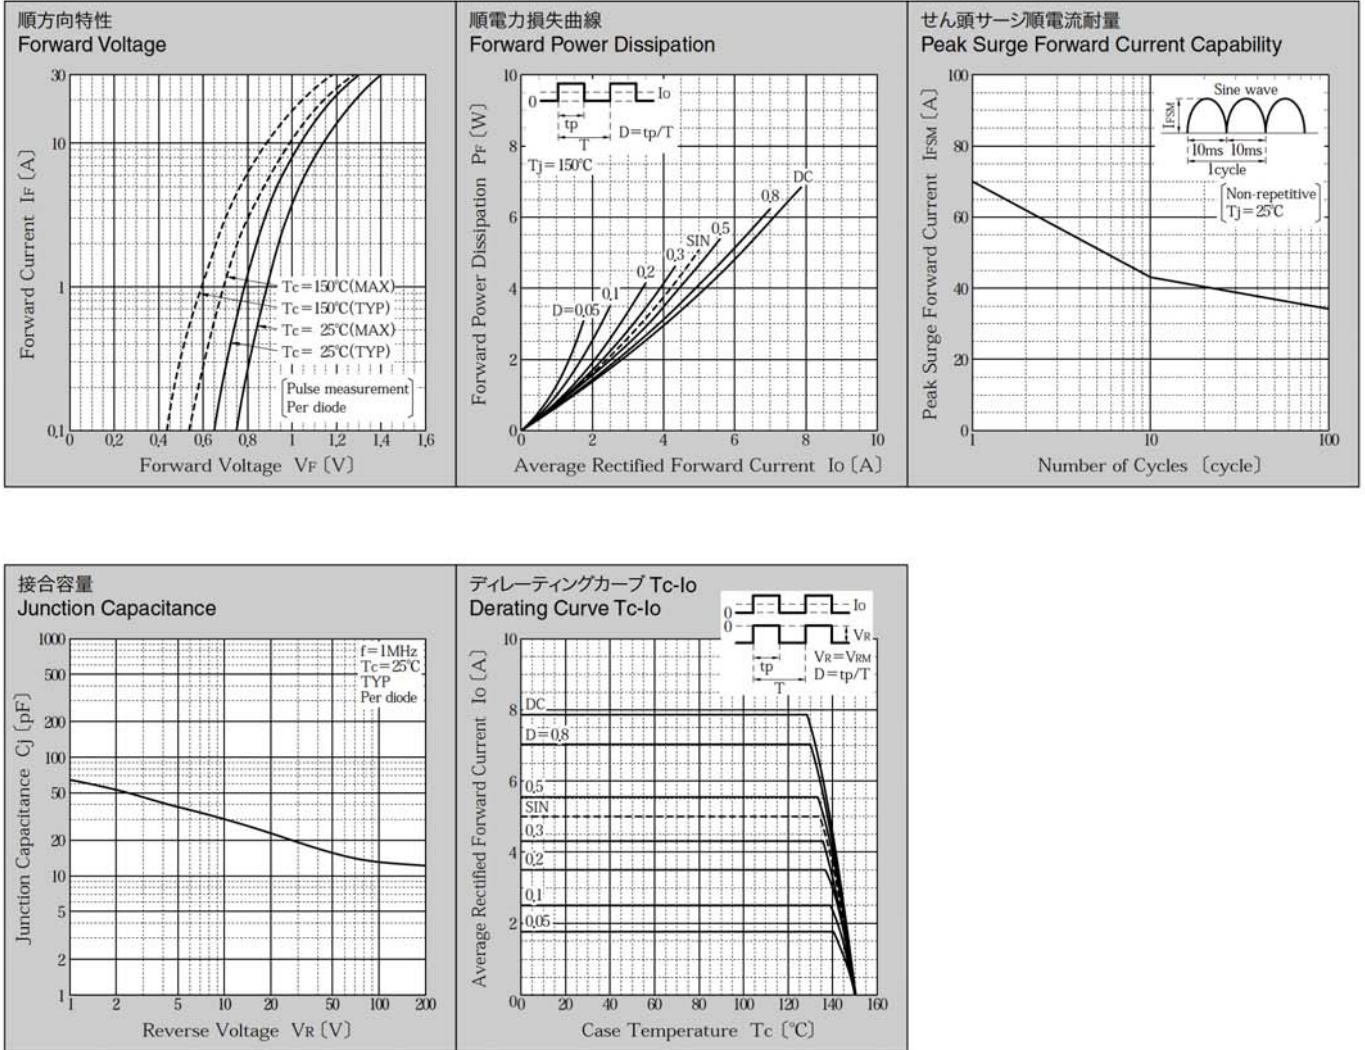 順方向特性
Forward Voltage
30
10
1
0.1
Forward Current IF 〔A〕
Tc=150℃(MAX)
Tc=150℃(TYP)
Tc= 25℃(MAX)
Tc= 25℃(TYP)
Pulse measurement
Per diode
0 0.2 0.4 0.6 0.8 1 1.2 1.4 1.6
Forward Voltage VF 〔V〕
順電力損失曲線
Forward Power Dissipation
10
8
6
4
2
0
Forward Power Dissipation PF 〔W〕
0
Io
tp
T
D=tp/T
Tj=150℃
DC
0.8
0.5
SIN
0.3
0.2
0.1
D=0.05
0 2 4 6 8 10
Average Rectified Forward Current Io 〔A〕
せん頭サージ順電流耐量
Peak Surge Forward Current Capability
100
80
60
40
20
0
Peak Surge Forward Current IFSM 〔A〕
Sine wave
IFSM
10ms 10ms
1cycle
Non-repetitive
Tj=25℃
1 10 100
Number of Cycles 〔cycle〕
接合容量
Junction Capacitance
1000
500
200
100
50
20
10
5
2
1
Junction Capacitance Cj 〔pF〕
f=1MHz
Tc=25℃
TYP
Per diode
1 2 5 10 20 50 100 200
Reverse Voltage VR 〔V〕
ディレーティングカーブ Tc-Io
Derating Curve Tc-Io
0
Io
0
VR
tp
T
VR=VRM
D=tp/T
10
8
6
4
2
0
Average Rectified Forward Current Io 〔A〕
DC
D=0.8
0.5
SIN
0.3
0.2
0.1
0.05
0 20 40 60 80 100 120 140 160
Case Temperature Tc 〔℃〕